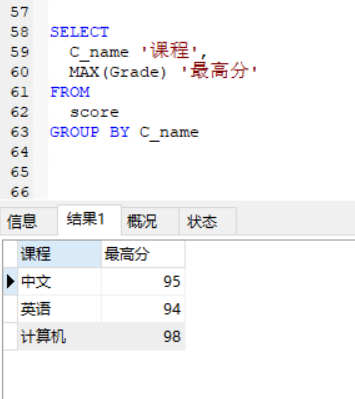 57
58 SELECT
59 C_name '课程',
60 MAX(Grade) '最高分'
61 FROM
62 score
63 GROUP BY C_name
64
65
66
信息 结果1 概况 状态
课程 最高分
中文 95
英语 94
计算机 98